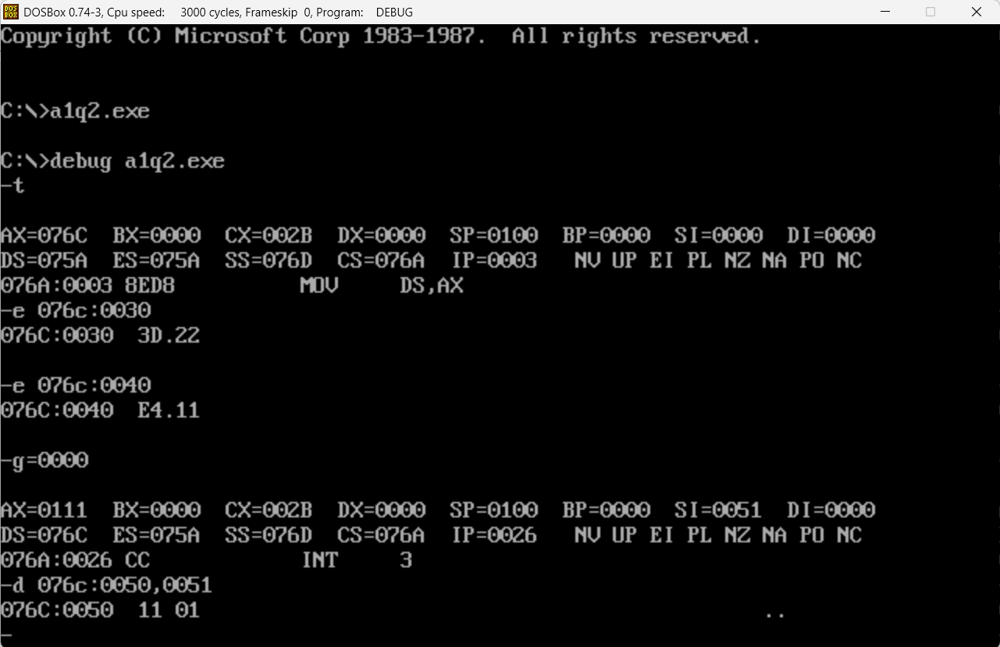 DOS BOX DOSBox 0.74-3, Cpu speed: 3000 cycles, Frameskip 0, Program: DEBUG
Copyright (C) Microsoft Corp 1983-1987. All rights reserved.
C:\>a1q2.exe
C:\>debug a1q2.exe
-t
AX=076C BX=0000 CX=002B DX=0000 SP=0100 BP=0000 SI=0000 DI=0000
DS=075A ES=075A SS=076D CS=076A IP=0003 NV UP EI PL NZ NA PO NC
076A:0003 8ED8 MOV DS,AX
-e 076c:0030
076C:0030 3D.22
-e 076c:0040
076C:0040 E4.11
-g=0000
AX=0111 BX=0000 CX=002B DX=0000 SP=0100 BP=0000 SI=0051 DI=0000
DS=076C ES=075A SS=076D CS=076A IP=0026 NV UP EI PL NZ NA PO NC
076A:0026 CC INT 3
-d 076c:0050,0051
076C:0050 11 01 ..
-